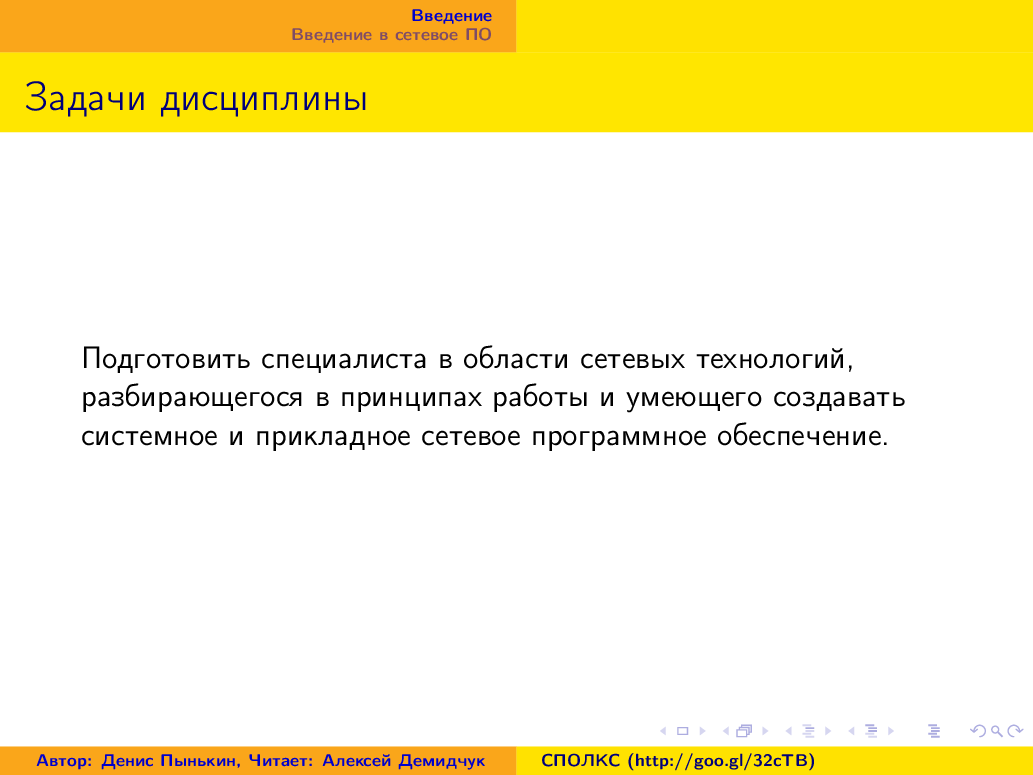 Введение
Введение в сетевое ПО
Задачи дисциплины
Подготовить специалиста в области сетевых технологий,
разбирающегося в принципах работы и умеющего создавать
системное и прикладное сетевое программное обеспечение.
Автор: Денис Пынькин, Читает: Алексей Демидчук
СПОЛКС (http://goo.gl/32cTB)